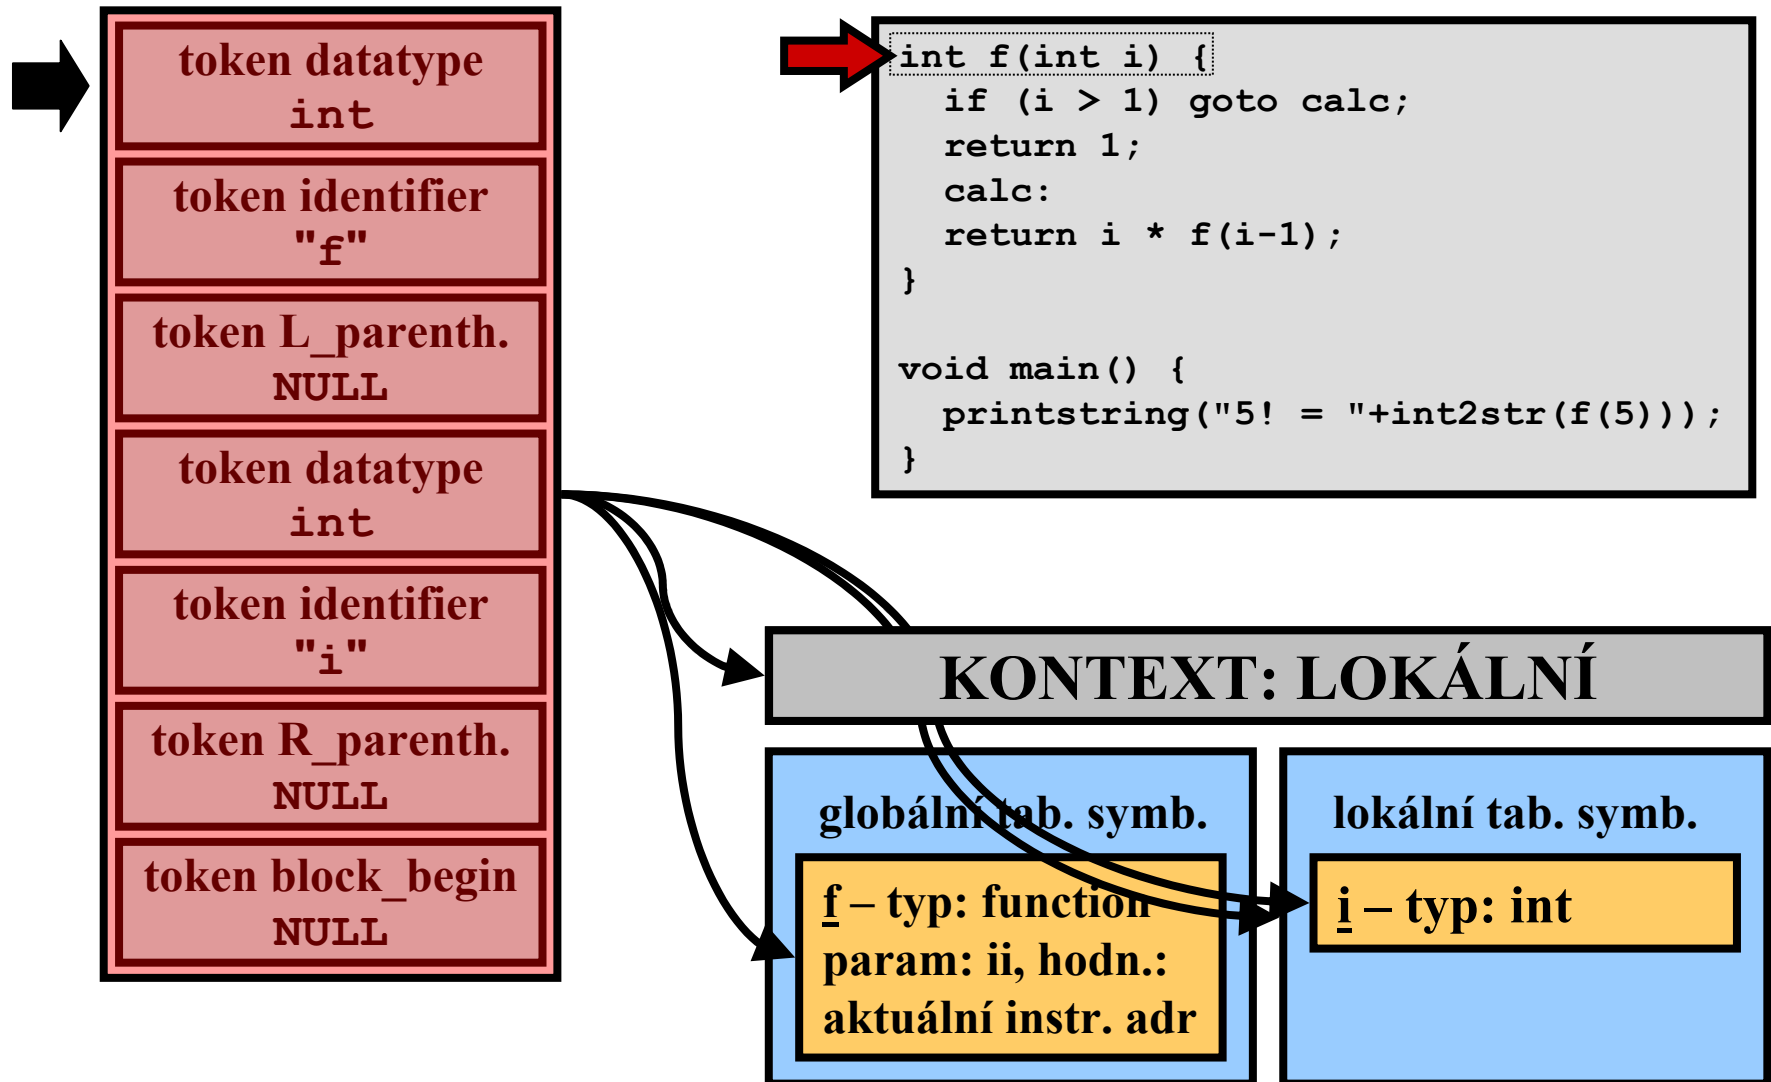 token datatype
int
token identifier
"f"
token L_parenth.
NULL
token datatype
int
token identifier
"i"
token R_parenth.
NULL
token block_begin
NULL
int f(int i) {
if (i > 1) goto calc;
return 1;
calc:
return i * f(i-1);
}
void main() {
printstring("5! = "+int2str(f(5)));
}
KONTEXT: LOKÁLNÍ
globální tab. symb.
f – typ: function
param: ii, hodn.:
aktuální instr. adr
lokální tab. symb.
i – typ: int